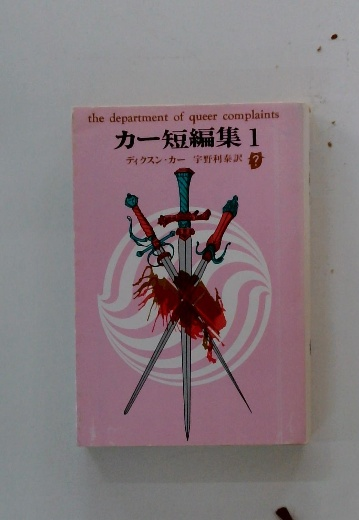 the department of queer complaints
カー短編集 1
ディクスン・カー 宇野利泰訳 ?